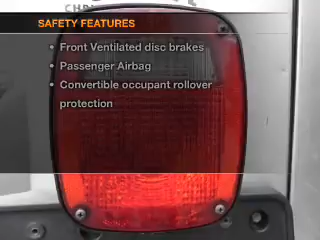 SAFETY FEATURES
• Front Ventilated disc brakes
• Passenger Airbag
• Convertible occupant rollover
protection